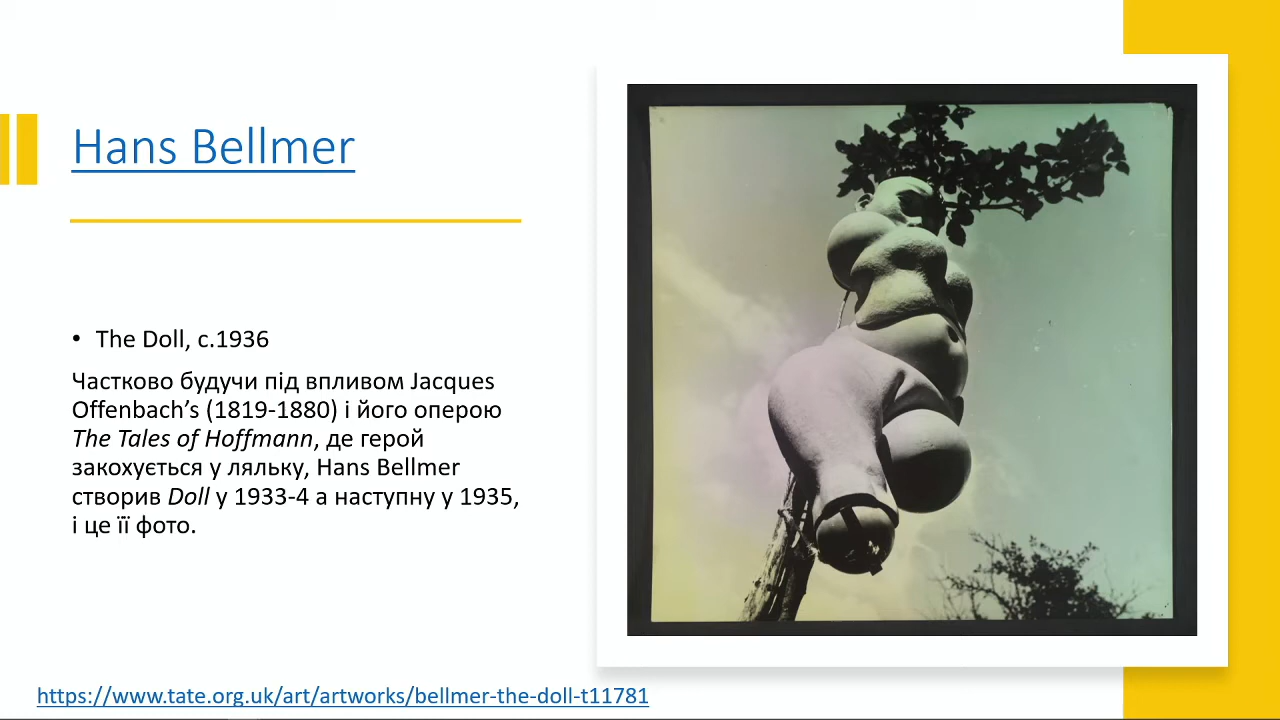 Hans Bellmer
• The Doll, c.1936
Частково будучи під впливом Jacques
Offenbach’s (1819-1880) і його оперою
The Tales of Hoffmann, де герой
закохується у ляльку, Hans Bellmer
створив Doll у 1933-4 а наступну у 1935,
і це її фото.
https://www.tate.org.uk/art/artworks/bellmer-the-doll-t11781